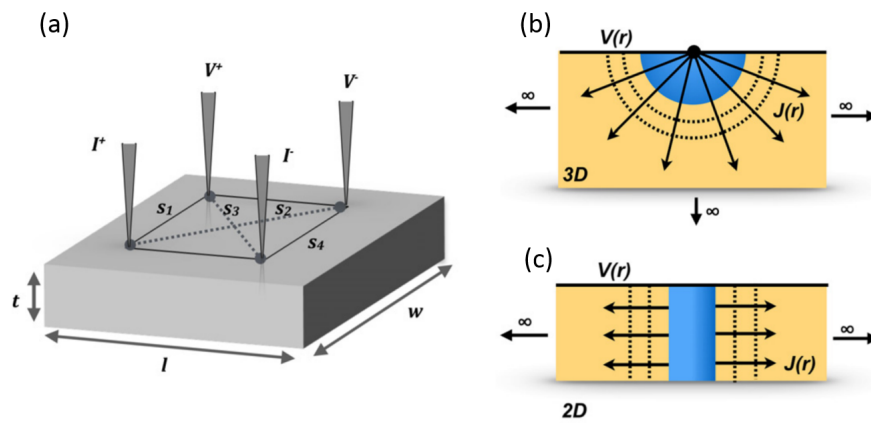 (a)
V⁺
V⁻
I⁺
I⁻
s₁
s₃
s₂
s₄
t
w
l
(b)
V(r)
∞
∞
J(r)
3D
∞
(c)
V(r)
∞
∞
J(r)
2D